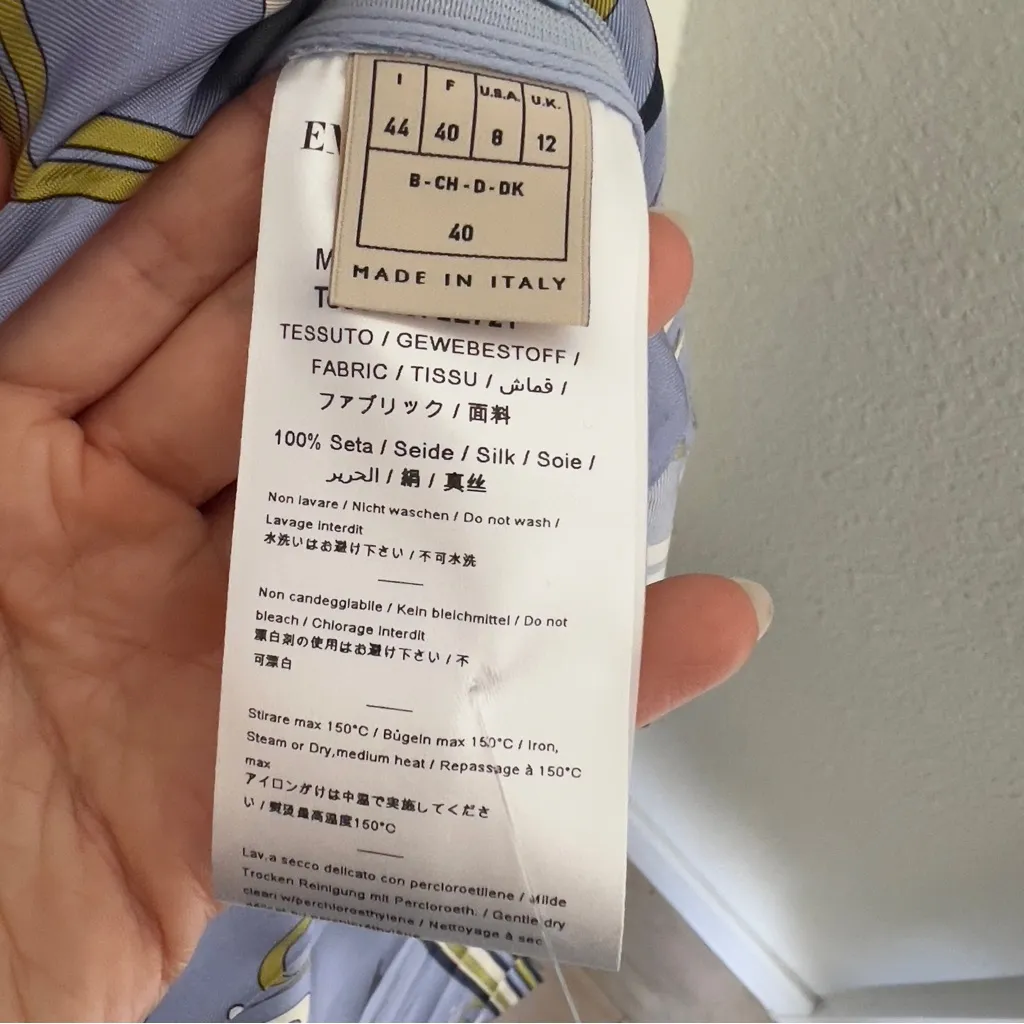 I F U.S.A. U.K.
44 40 8 12
B-CH-D-DK
40
MADE IN ITALY
TESSUTO / GEWEBESTOFF /
FABRIC / TISSU / قماش /
ファブリック / 面料
100% Seta / Seide / Silk / Soie /
الحرير / 絹 / 真丝
Non lavare / Nicht waschen / Do not wash /
Lavage interdit
水洗いはお避け下さい / 不可水洗
Non candeggiabile / Kein bleichmittel / Do not
bleach / Chlorage interdit
漂白剤の使用はお避け下さい / 不
可漂白
Stirare max 150°C / Bügeln max 150°C / Iron,
Steam or Dry,medium heat / Repassage à 150°C
max
アイロンがけは中温で実施してくださ
い / 熨烫最高温度150°C
Lav.a secco delicato con percloroetilene / Milde
Trocken Reinigung mit Percloroeth. / Gentle dry
clean w/perchloroethylene / Nettoyage à sec